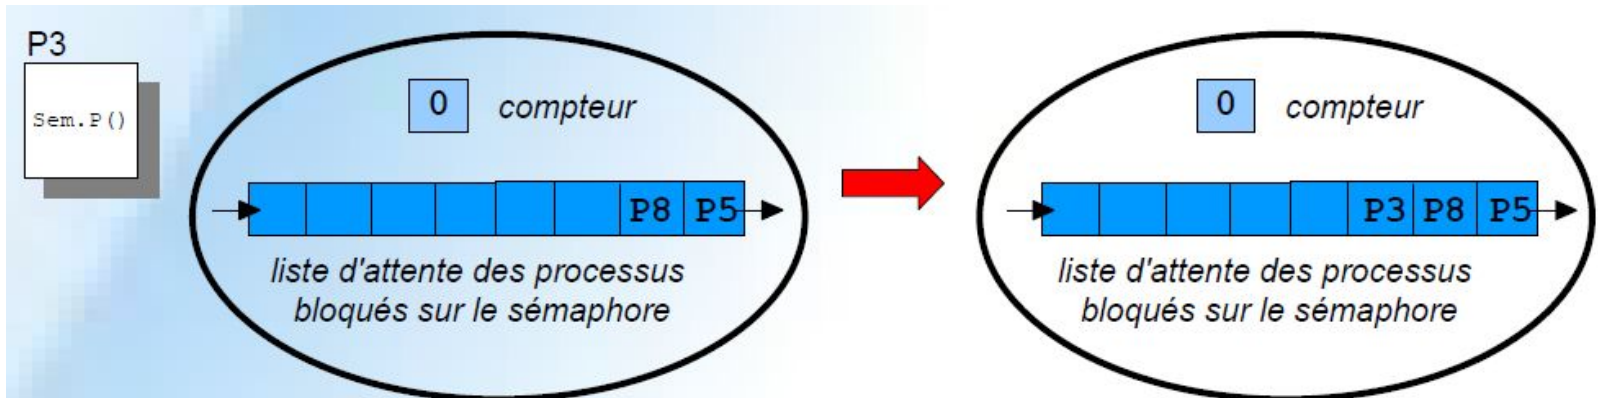 P3
Sem.P()
0 compteur
P8 P5
liste d'attente des processus
bloqués sur le sémaphore
0 compteur
P3 P8 P5
liste d'attente des processus
bloqués sur le sémaphore